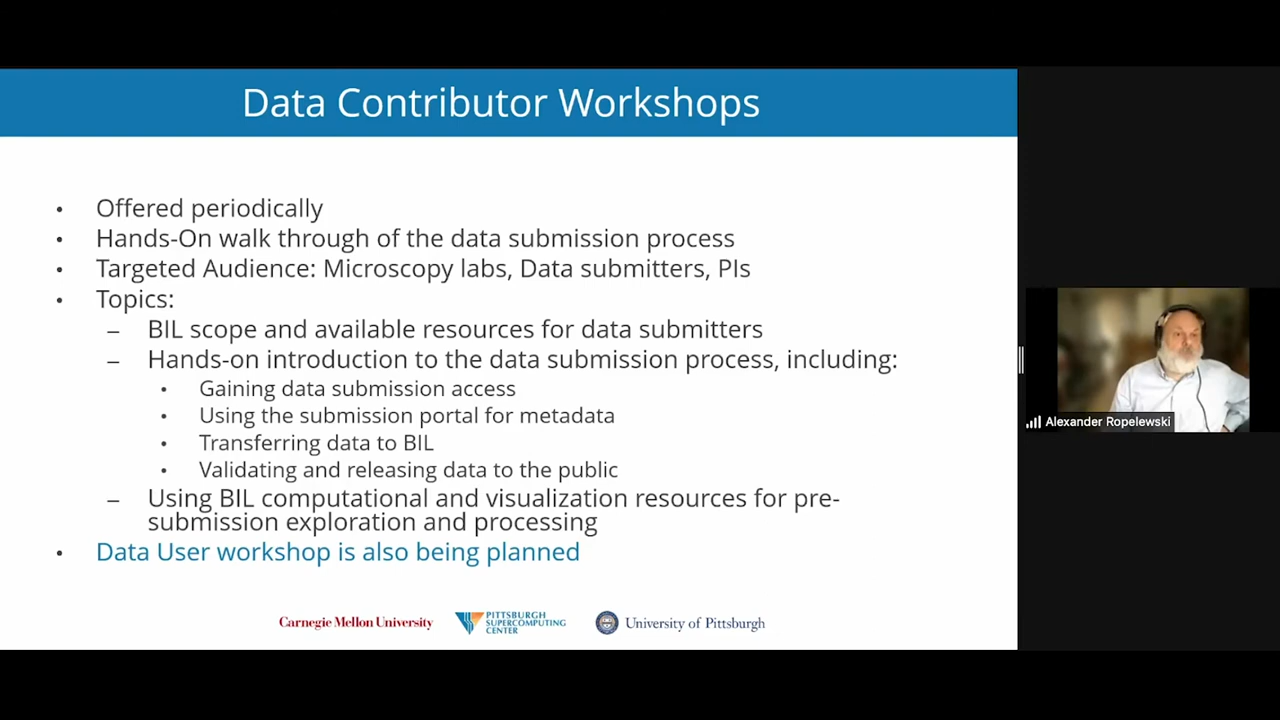 Data Contributor Workshops
• Offered periodically
• Hands-On walk through of the data submission process
• Targeted Audience: Microscopy labs, Data submitters, PIs
• Topics:
– BIL scope and available resources for data submitters
– Hands-on introduction to the data submission process, including:
• Gaining data submission access
• Using the submission portal for metadata
• Transferring data to BIL
• Validating and releasing data to the public
– Using BIL computational and visualization resources for pre-
submission exploration and processing
• Data User workshop is also being planned
Carnegie Mellon University
PITTSBURGH
SUPERCOMPUTING
CENTER
University of Pittsburgh
Alexander Ropelewski